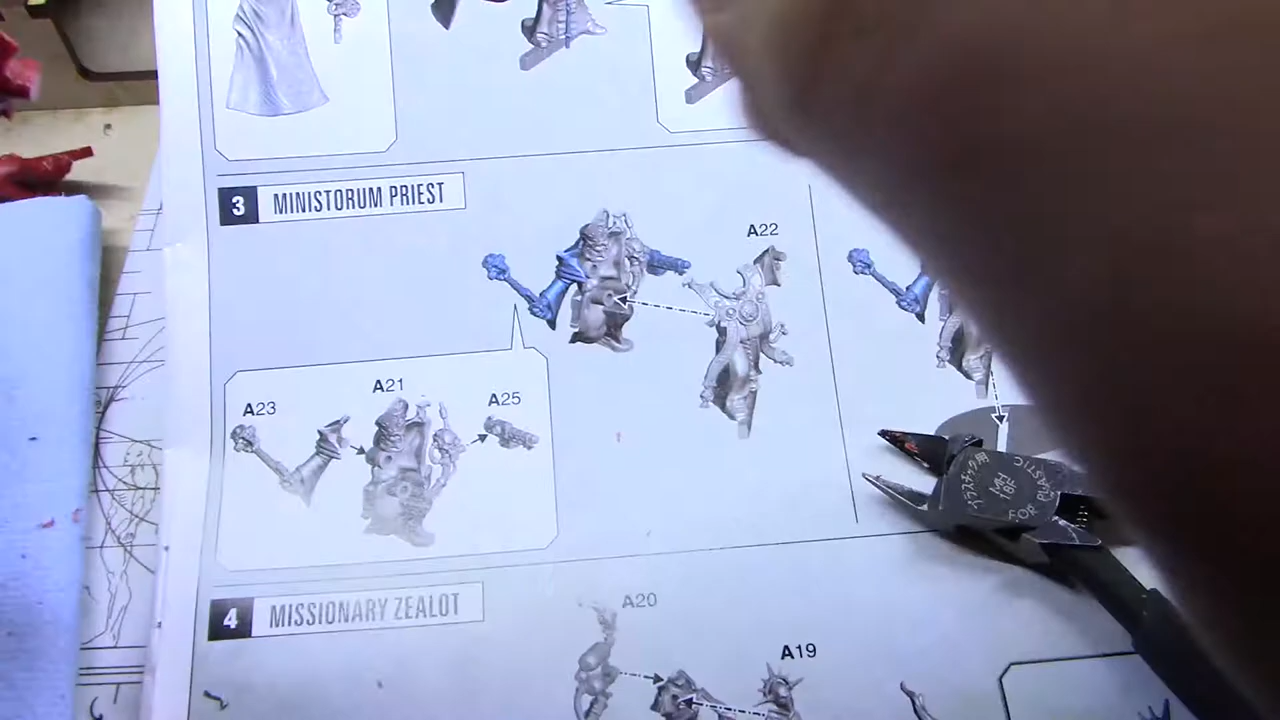 3 MINISTORUM PRIEST
A22
A21
A23
A25
4 MISSIONARY ZEALOT
A20
A19
プラスチック用
FOR PLASTIC